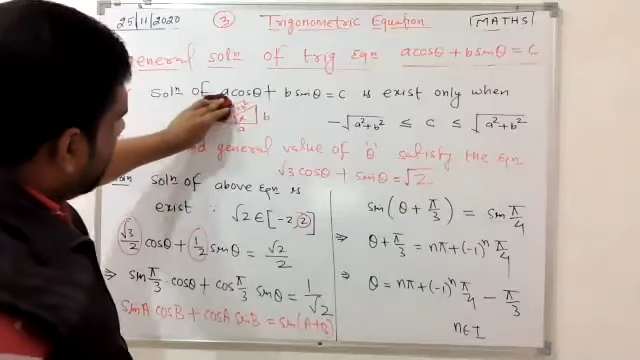 25|11|2020
③ Trigonometric Equation
MATHS
general solⁿ of trig Eqⁿ acosθ + bsinθ = c
solⁿ of acosθ + bsinθ = c is exist only when
b
a
-√(a²+b²) ≤ c ≤ √(a²+b²)
general value of 'θ' satisfy the eqⁿ
√3 cosθ + sinθ = √2
solⁿ of above Eqⁿ is
exist ∵ √2 ∈ [-2, 2]
√3/2 cosθ + 1/2 sinθ = √2/2
⇒ sin π/3 . cosθ + cos π/3 sinθ = 1/√2
sinA cosB + cosA sinB = sin(A+B)
sin(θ + π/3) = sin π/4
⇒ θ + π/3 = nπ + (-1)ⁿ π/4
⇒ θ = nπ + (-1)ⁿ π/4 - π/3
n∈I